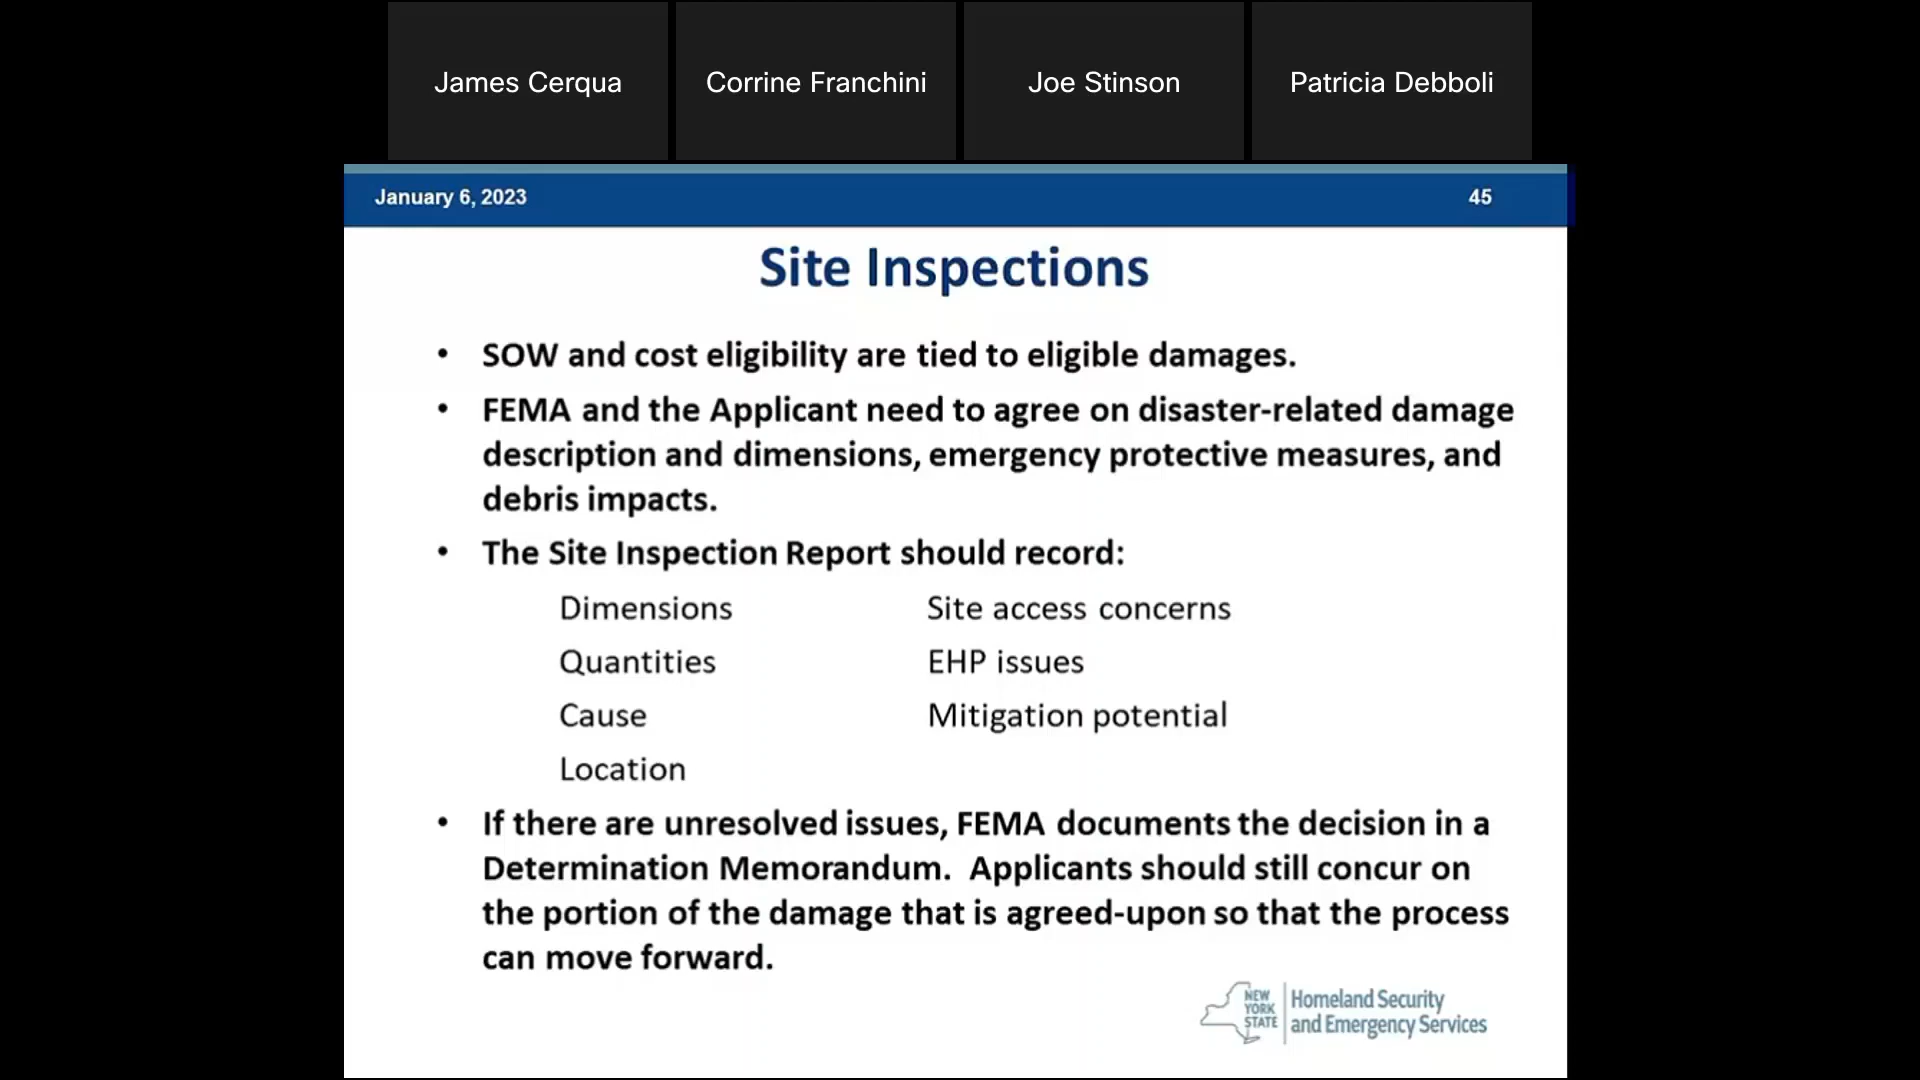 James Cerqua
Corrine Franchini
Joe Stinson
Patricia Debboli
January 6, 2023
45
Site Inspections
• SOW and cost eligibility are tied to eligible damages.
• FEMA and the Applicant need to agree on disaster-related damage
description and dimensions, emergency protective measures, and
debris impacts.
• The Site Inspection Report should record:
Dimensions
Site access concerns
Quantities
EHP issues
Cause
Mitigation potential
Location
• If there are unresolved issues, FEMA documents the decision in a
Determination Memorandum.  Applicants should still concur on
the portion of the damage that is agreed-upon so that the process
can move forward.
NEW
YORK
STATE
Homeland Security
and Emergency Services